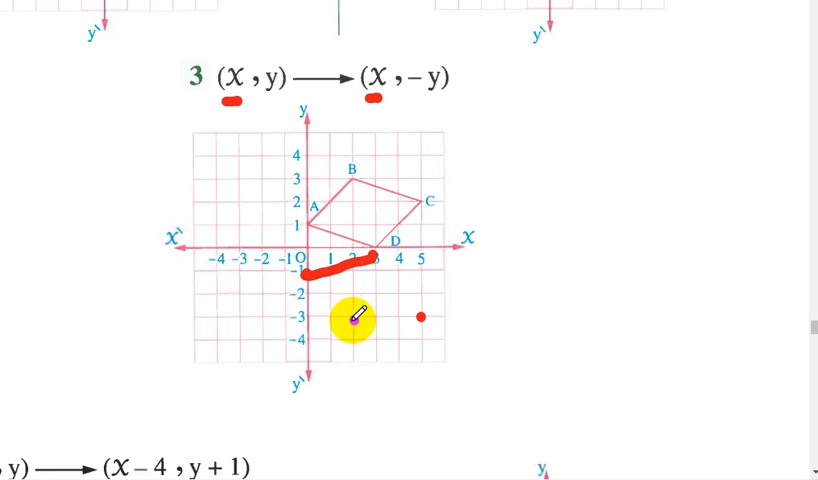 y' y'
3 (x , y) ⟶ (x , – y)
y
4
B
3
2 A C
1
D
x' –4 –3 –2 –1 O 1 2 3 4 5 x
–1
–2
–3
–4
y'
, y) ⟶ (x – 4 , y + 1) y